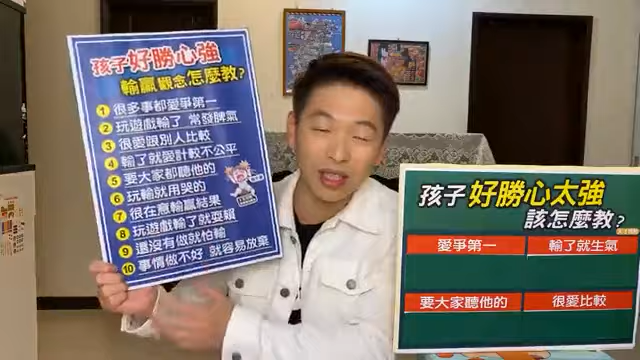 孩子好勝心強
輸贏觀念怎麼教?
1 很多事都愛爭第一
2 玩遊戲輸了 常發脾氣
3 很愛跟別人比較
4 輸了就愛計較不公平
5 要大家都聽他的
6 玩輸就用哭的
7 很在意輸贏結果
8 玩遊戲輸了就耍賴
9 還沒有做就怕輸
10 事情做不好 就容易放棄
孩子好勝心太強
該怎麼教?
愛爭第一
輸了就生氣
要大家聽他的
很愛比較